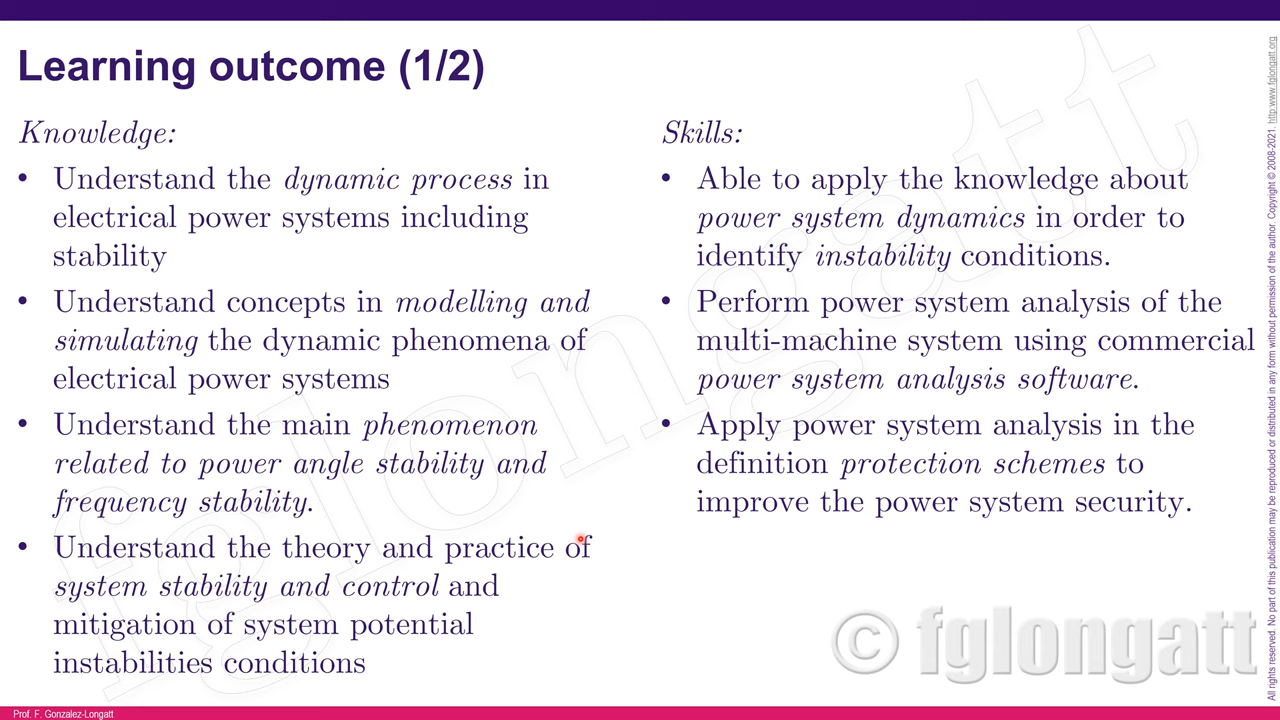 Learning outcome (1/2)
Knowledge:
• Understand the dynamic process in
electrical power systems including
stability
• Understand concepts in modelling and
simulating the dynamic phenomena of
electrical power systems
• Understand the main phenomenon
related to power angle stability and
frequency stability.
• Understand the theory and practice of
system stability and control and
mitigation of system potential
instabilities conditions
Skills:
• Able to apply the knowledge about
power system dynamics in order to
identify instability conditions.
• Perform power system analysis of the
multi-machine system using commercial
power system analysis software.
• Apply power system analysis in the
definition protection schemes to
improve the power system security.
fglongatt
© fglongatt
All rights reserved. No part of this publication may be reproduced or distributed in any form without permission of the author. Copyright © 2008-2021. http:www.fglongatt.org
Prof. F. Gonzalez-Longatt